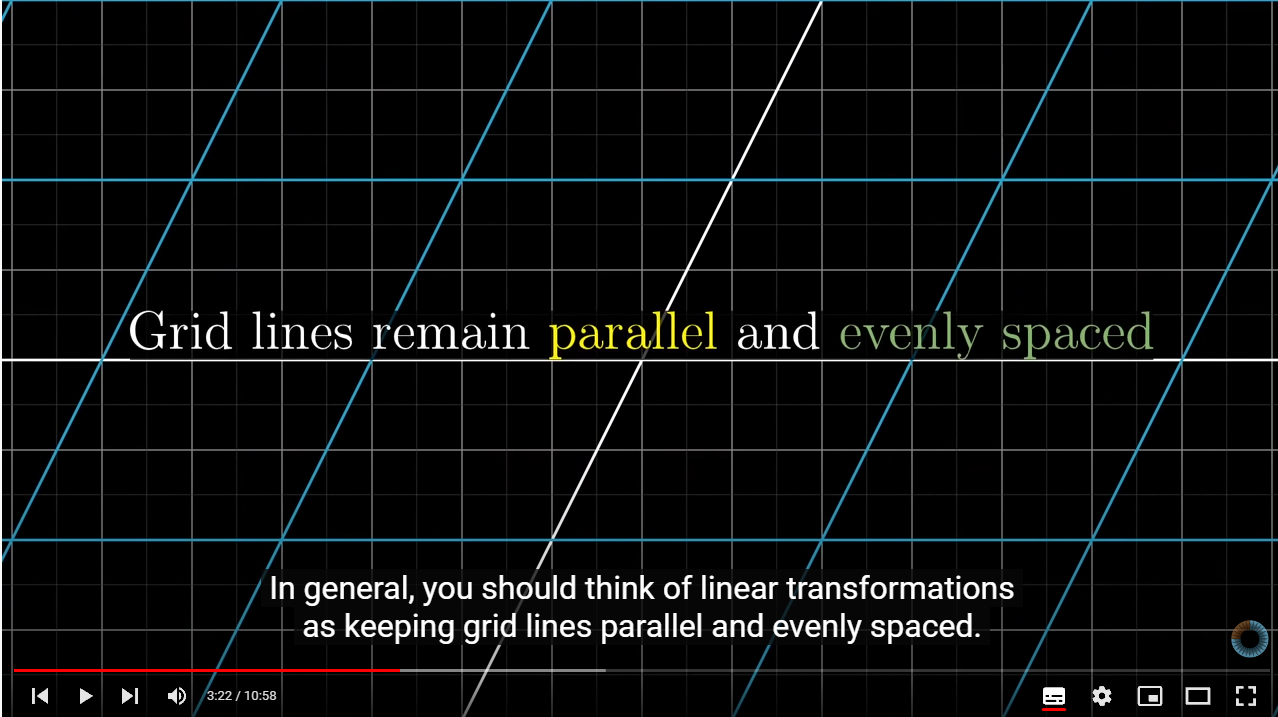 Grid lines remain parallel and evenly spaced
In general, you should think of linear transformations
as keeping grid lines parallel and evenly spaced.
3:22 / 10:58